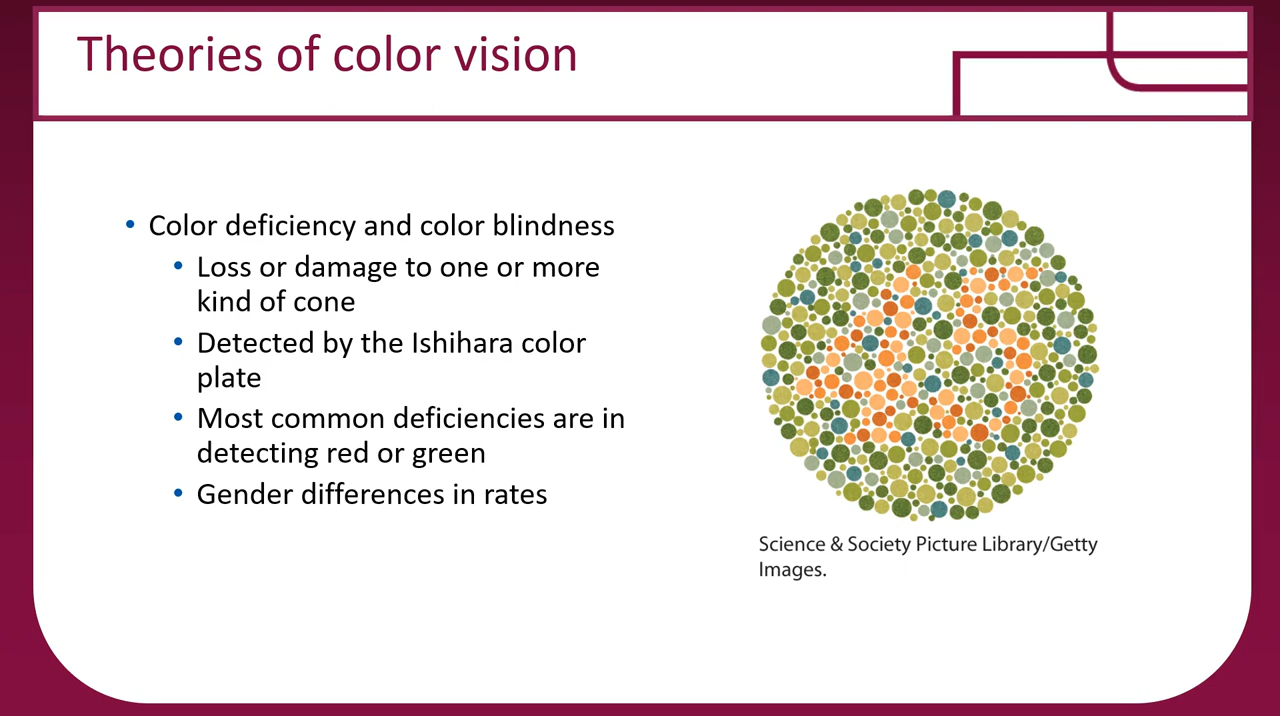 Theories of color vision
• Color deficiency and color blindness
• Loss or damage to one or more
kind of cone
• Detected by the Ishihara color
plate
• Most common deficiencies are in
detecting red or green
• Gender differences in rates
45
Science & Society Picture Library/Getty
Images.